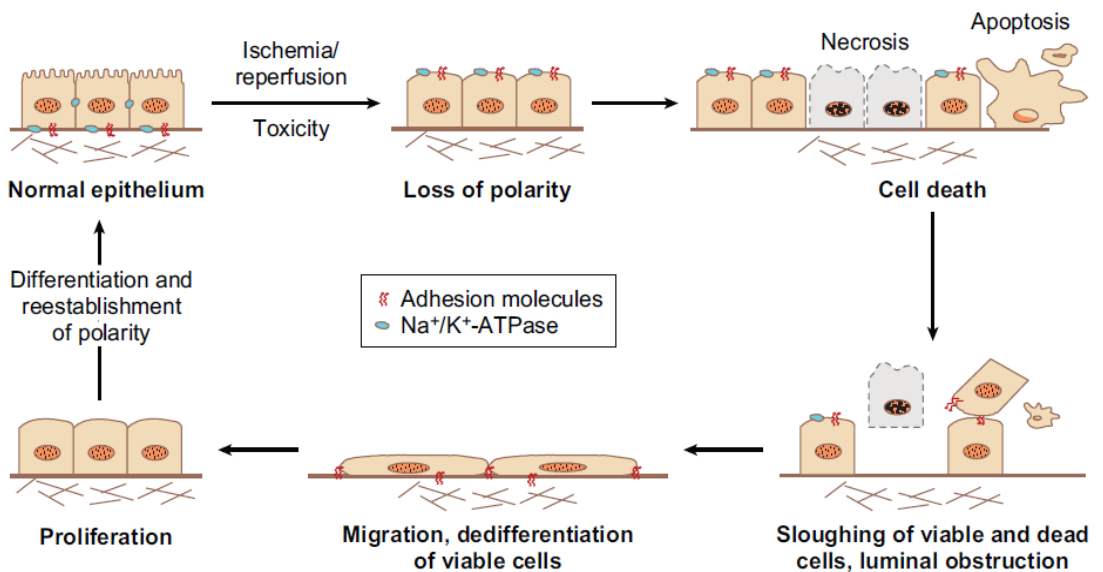 Ischemia/
reperfusion
Toxicity
Necrosis
Apoptosis
Normal epithelium
Loss of polarity
Cell death
Differentiation and
reestablishment
of polarity
Adhesion molecules
Na⁺/K⁺-ATPase
Proliferation
Migration, dedifferentiation
of viable cells
Sloughing of viable and dead
cells, luminal obstruction